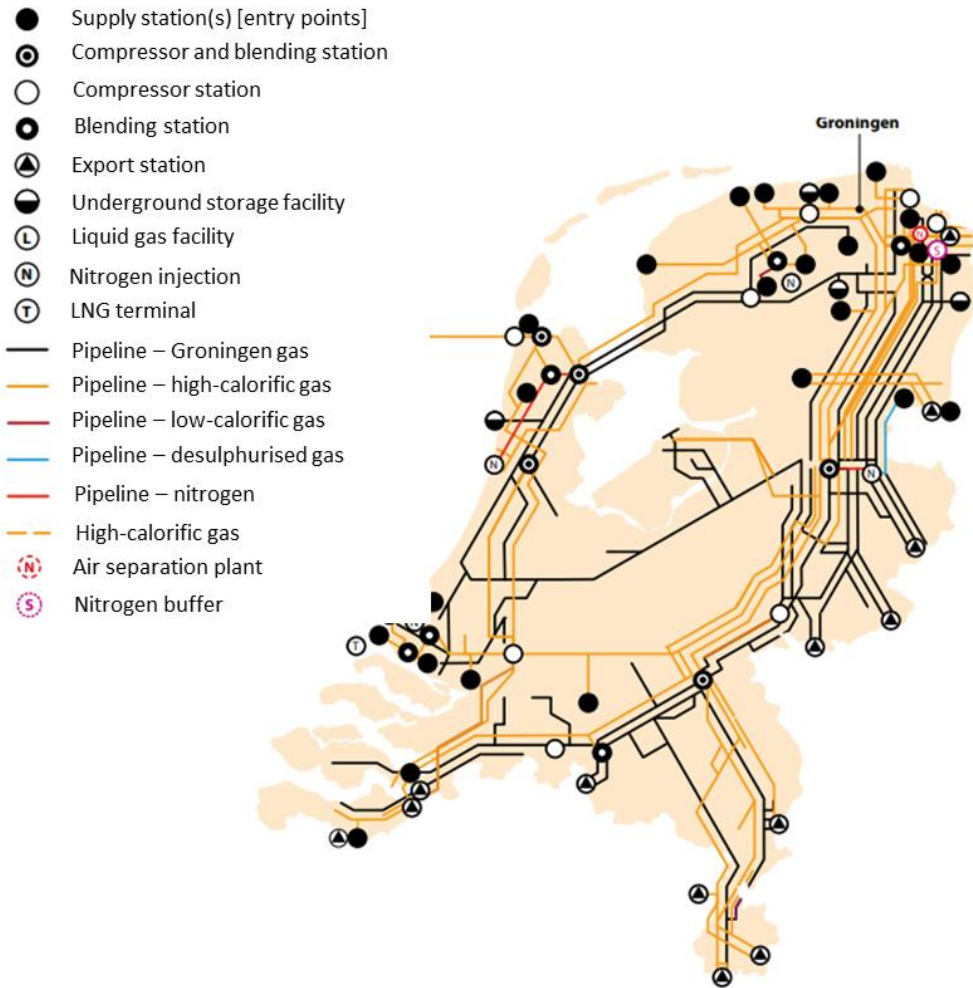 Supply station(s) [entry points]
Compressor and blending station
Compressor station
Blending station
Export station
Underground storage facility
L Liquid gas facility
N Nitrogen injection
T LNG terminal
Pipeline – Groningen gas
Pipeline – high-calorific gas
Pipeline – low-calorific gas
Pipeline – desulphurised gas
Pipeline – nitrogen
High-calorific gas
N Air separation plant
S Nitrogen buffer
Groningen
N
S
N
N
N
T